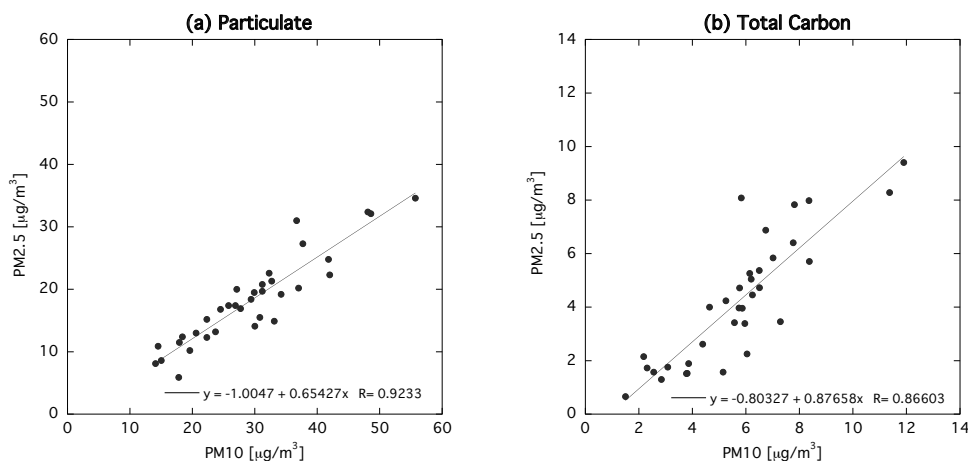 (a) Particulate
60
50
40
30
20
10
0
PM2.5 [μg/m³]
y = -1.0047 + 0.65427x R= 0.9233
0 10 20 30 40 50 60
PM10 [μg/m³]
(b) Total Carbon
14
12
10
8
6
4
2
0
PM2.5 [μg/m³]
y = -0.80327 + 0.87658x R= 0.86603
0 2 4 6 8 10 12 14
PM10 [μg/m³]